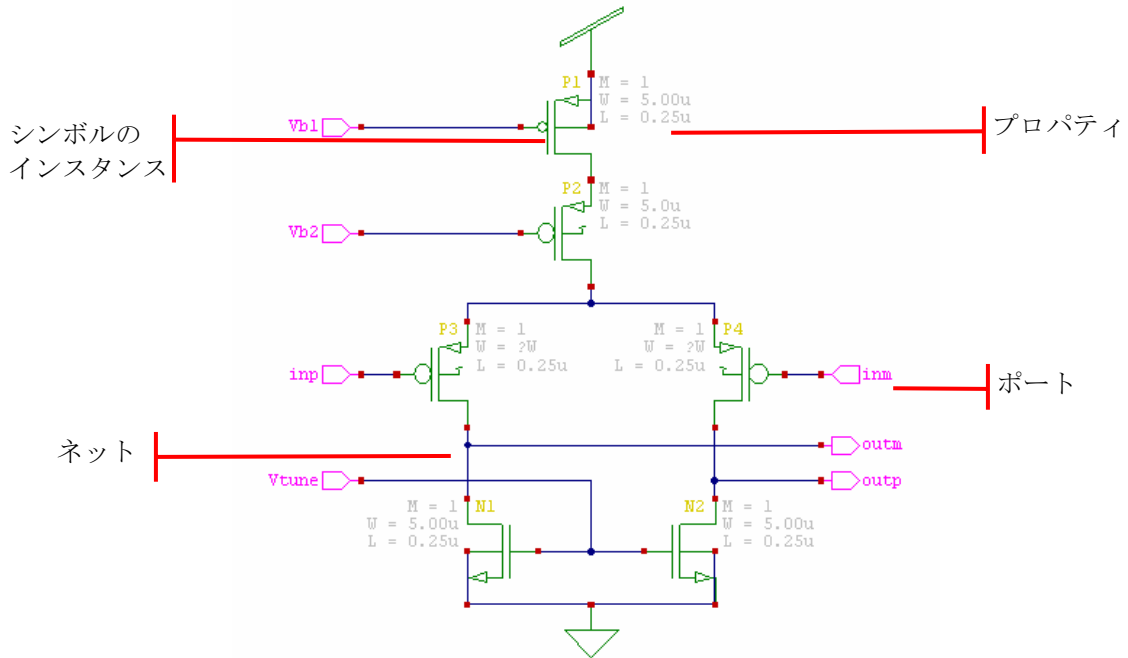 P1
M = 1
W = 5.00u
L = 0.25u
Vb1
シンボルの
インスタンス
プロパティ
P2
M = 1
W = 5.0u
L = 0.25u
Vb2
P3
M = 1
W = ?W
L = 0.25u
M = 1
P4
W = ?W
L = 0.25u
inp
inm
ポート
ネット
outm
Vtune
outp
M = 1
N1
W = 5.00u
L = 0.25u
N2
M = 1
W = 5.00u
L = 0.25u